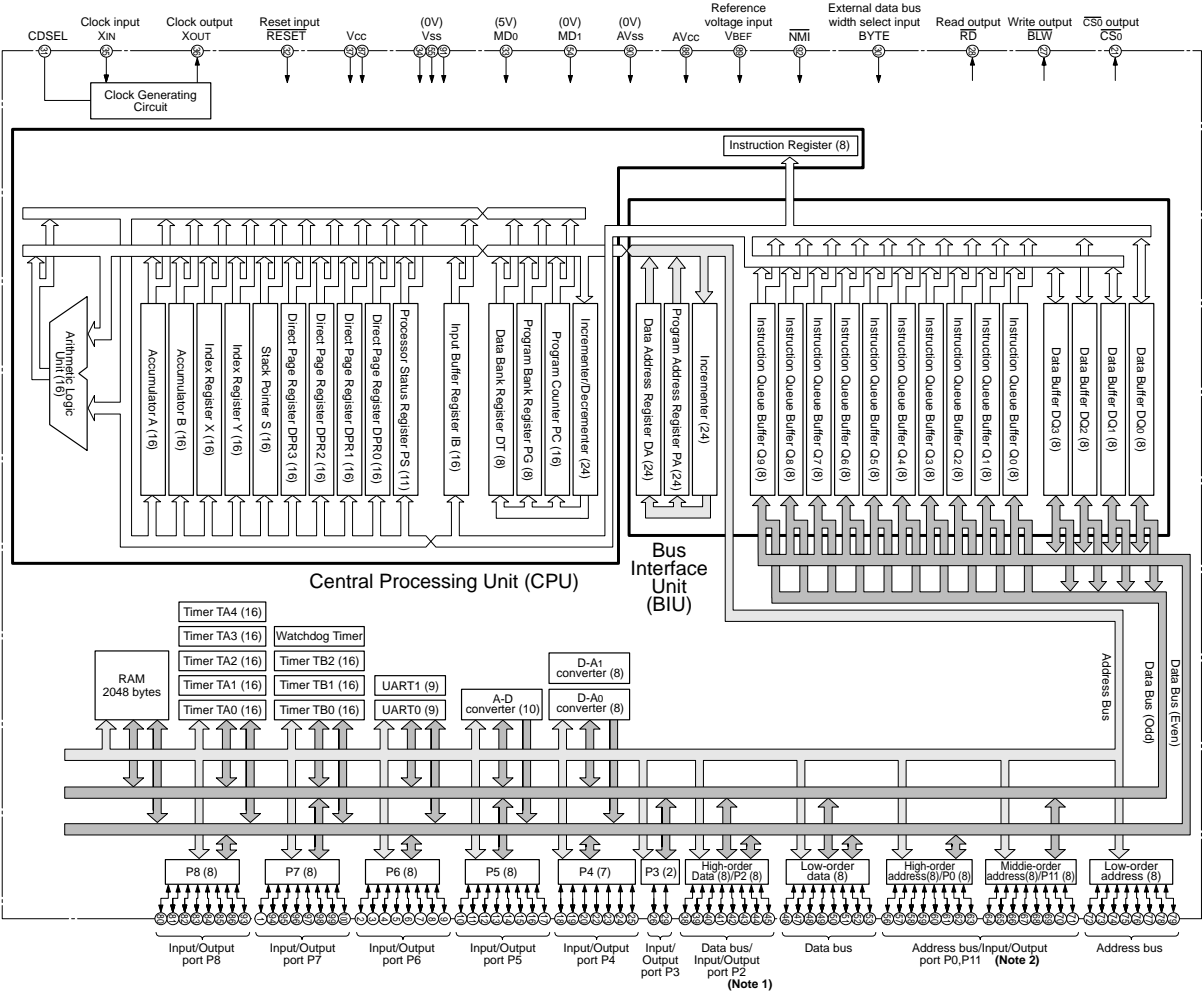 Clock input
Clock output
Reset input
(0V)
(5V)
(0V)
(0V)
Reference
voltage input
External data bus
width select input
Read output
Write output
CS0 output
CDSEL
XIN
XOUT
RESET
Vcc
Vss
MD0
MD1
AVss
AVcc
VBEF
NMI
BYTE
RD
BLW
CS0
Clock Generating
Circuit
Instruction Register (8)
Arithmetic Logic
Unit (16)
Accumulator A (16)
Accumulator B (16)
Index Register X (16)
Index Register Y (16)
Stack Pointer S (16)
Direct Page Register DPR3 (16)
Direct Page Register DPR2 (16)
Direct Page Register DPR1 (16)
Direct Page Register DPR0 (16)
Processor Status Register PS (11)
Input Buffer Register IB (16)
Data Bank Register DT (8)
Program Bank Register PG (8)
Program Counter PC (16)
Incrementer/Decrementer (24)
Data Address Register DA (24)
Program Address Register PA (24)
Incrementer (24)
Instruction Queue Buffer Q9 (8)
Instruction Queue Buffer Q8 (8)
Instruction Queue Buffer Q7 (8)
Instruction Queue Buffer Q6 (8)
Instruction Queue Buffer Q5 (8)
Instruction Queue Buffer Q4 (8)
Instruction Queue Buffer Q3 (8)
Instruction Queue Buffer Q2 (8)
Instruction Queue Buffer Q1 (8)
Instruction Queue Buffer Q0 (8)
Data Buffer DQ3 (8)
Data Buffer DQ2 (8)
Data Buffer DQ1 (8)
Data Buffer DQ0 (8)
Central Processing Unit (CPU)
Bus
Interface
Unit
(BIU)
Address Bus
Data Bus (Odd)
Data Bus (Even)
RAM
2048 bytes
Timer TA4 (16)
Timer TA3 (16)
Timer TA2 (16)
Timer TA1 (16)
Timer TA0 (16)
Watchdog Timer
Timer TB2 (16)
Timer TB1 (16)
Timer TB0 (16)
UART1 (9)
UART0 (9)
A-D
converter (10)
D-A1
converter (8)
D-A0
converter (8)
P8 (8)
P7 (8)
P6 (8)
P5 (8)
P4 (7)
P3 (2)
High-order
Data (8)/P2 (8)
Low-order
data (8)
High-order
address(8)/P0 (8)
Middie-order
address(8)/P11 (8)
Low-order
address (8)
Input/Output
port P8
Input/Output
port P7
Input/Output
port P6
Input/Output
port P5
Input/Output
port P4
Input/
Output
port P3
Data bus/
Input/Output
port P2
(Note 1)
Data bus
Address bus/Input/Output
port P0,P11 (Note 2)
Address bus